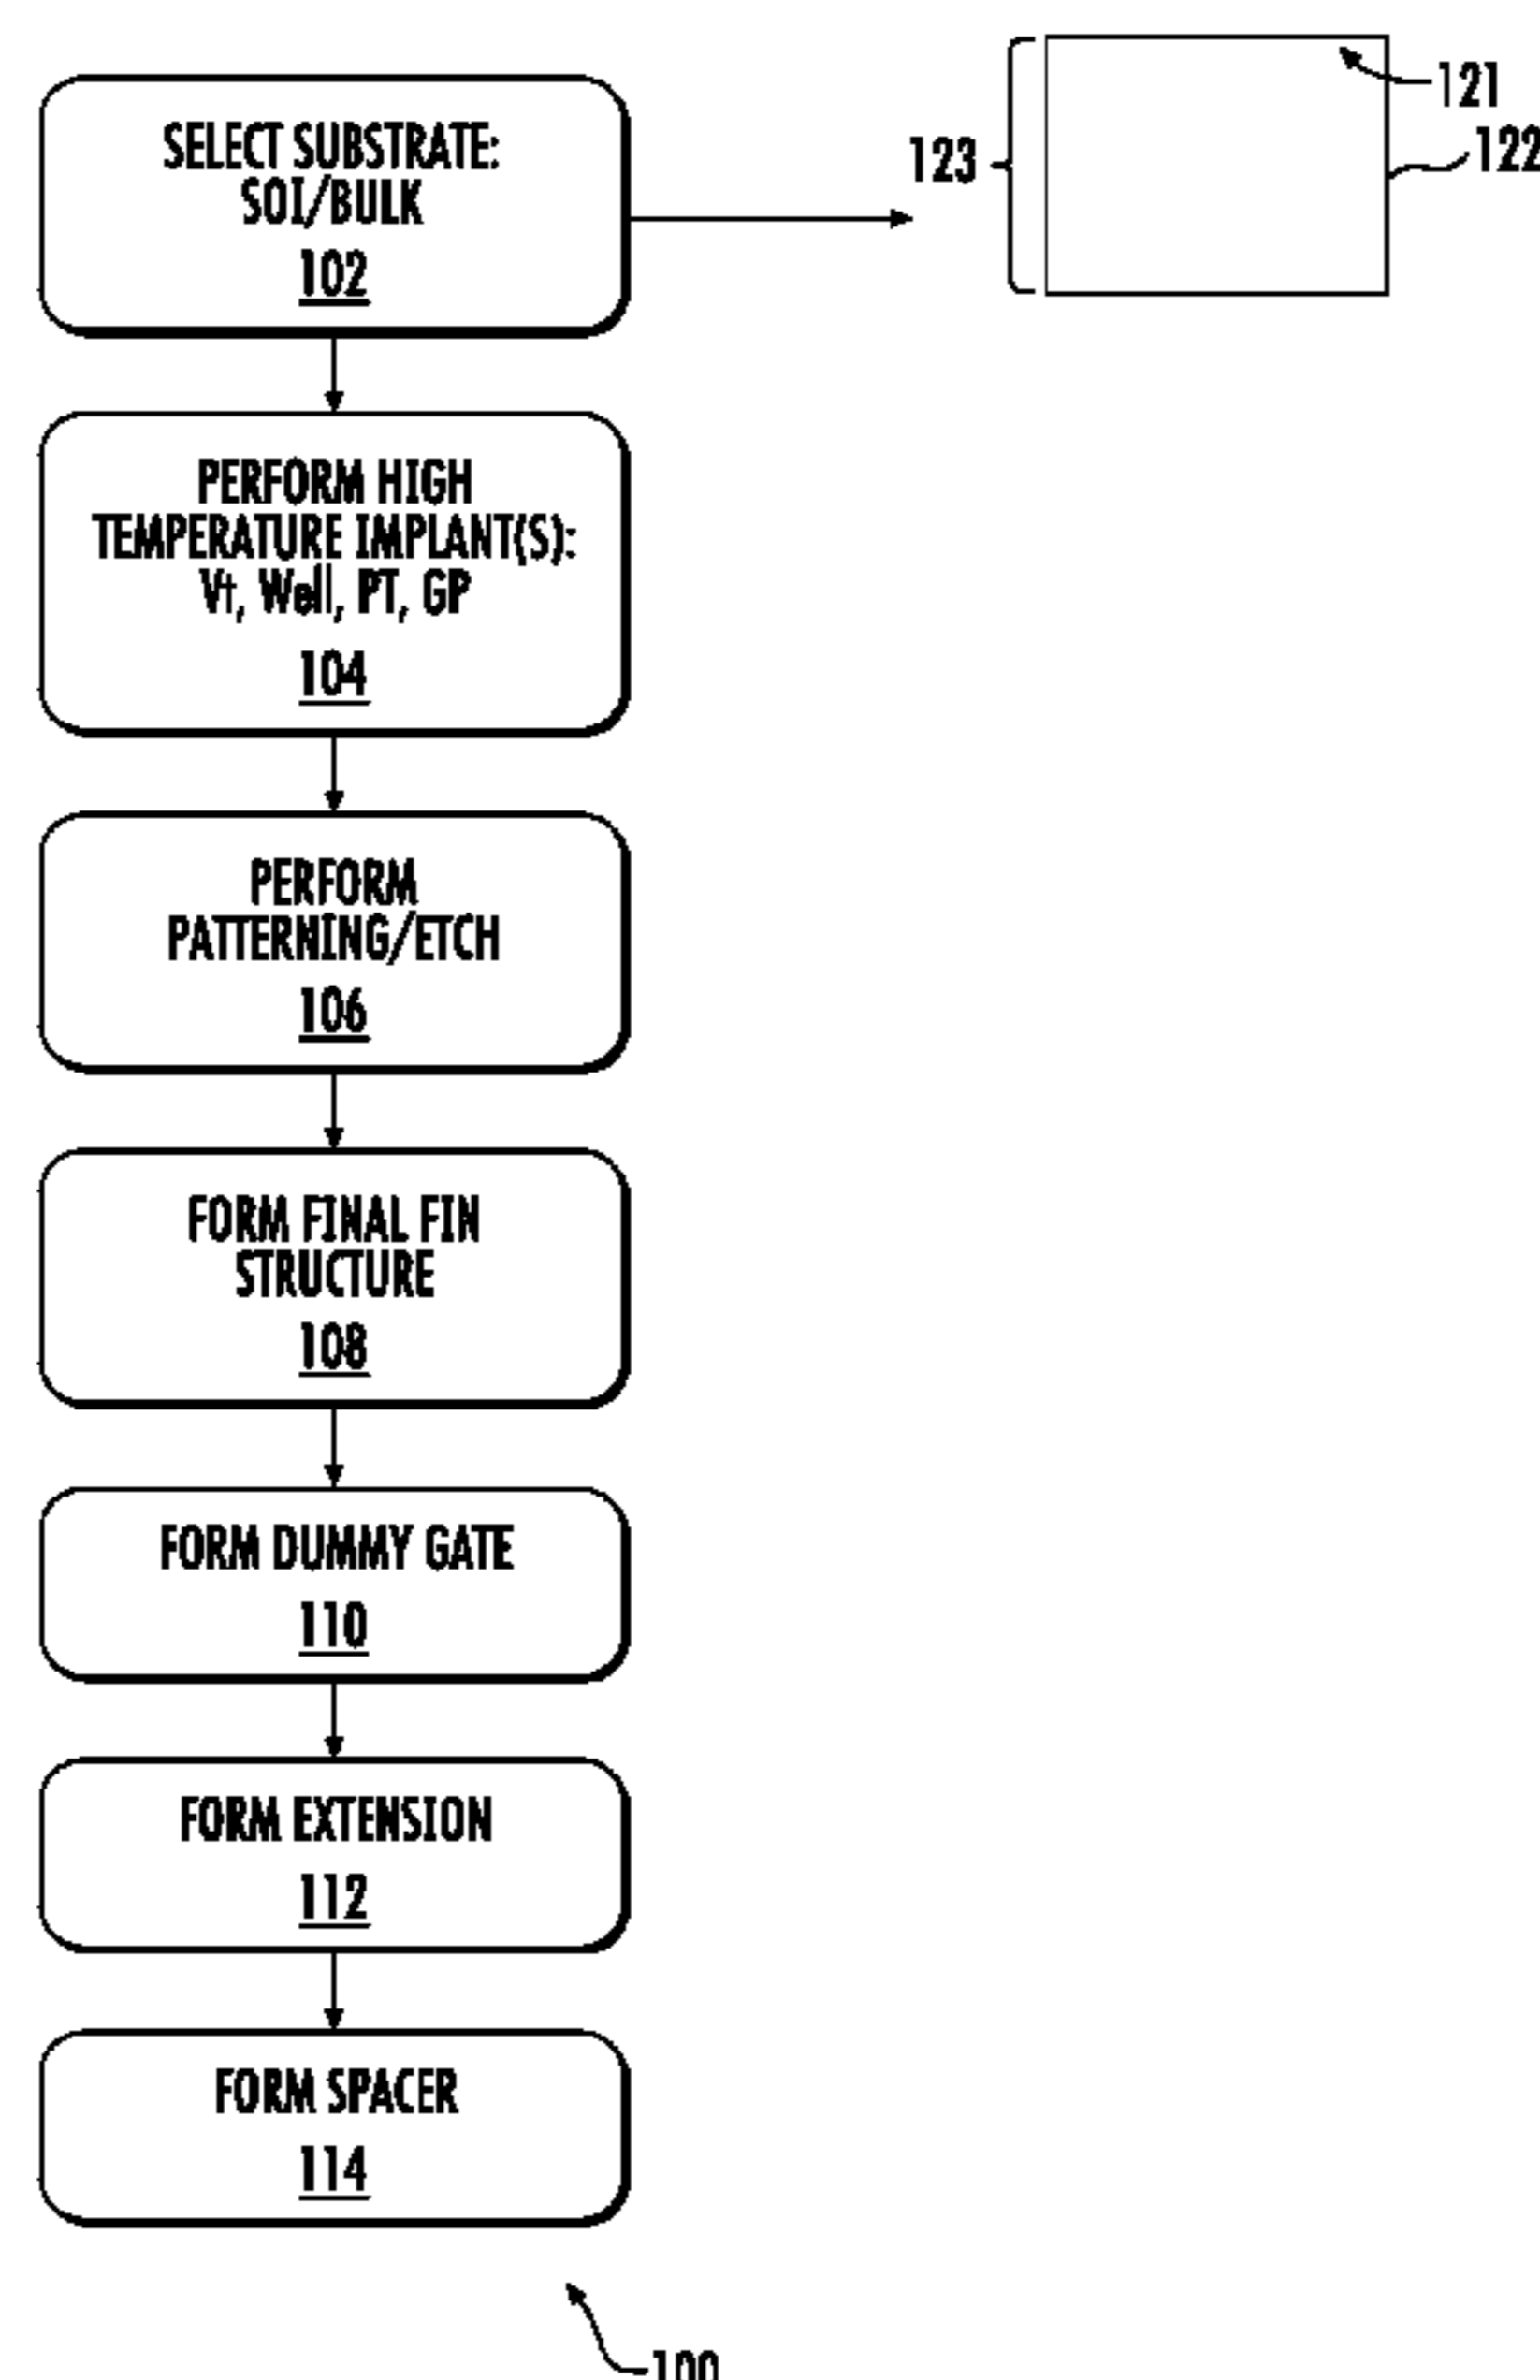 SELECT SUBSTRATE:
SOI/BULK
102
123
121
122
PERFORM HIGH
TEMPERATURE IMPLANT(S):
Vt, Well, PT, GP
104
PERFORM
PATTERNING/ETCH
106
FORM FINAL FIN
STRUCTURE
108
FORM DUMMY GATE
110
FORM EXTENSION
112
FORM SPACER
114
100